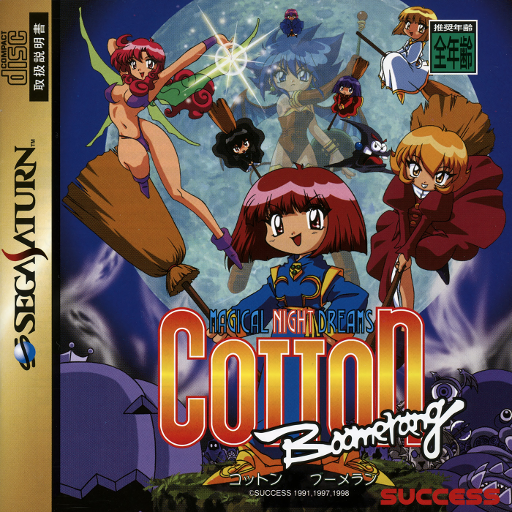 COMPACT
disc
取扱説明書
SEGA SATURN™
推奨年齢
全年齢
MAGICAL NIGHT DREAMS
COTTON
Boomerang
コットン ブーメラン
©SUCCESS 1991,1997,1998
SUCCESS